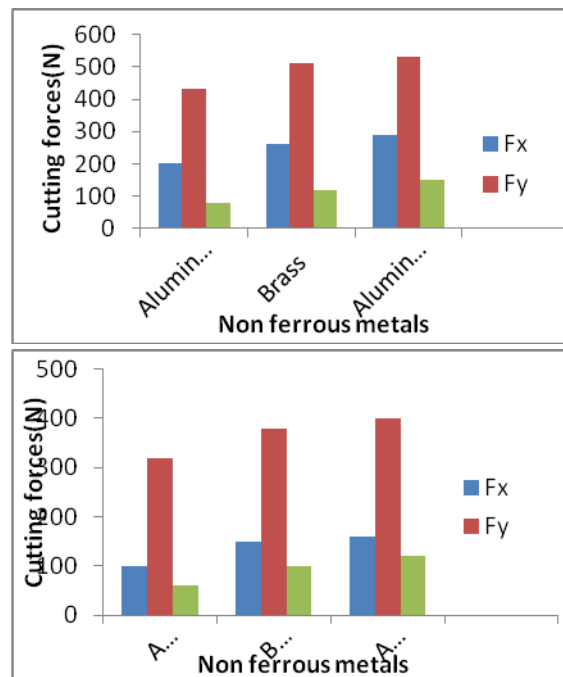 Cutting forces(N)
600
500
400
300
200
100
0
Alumin...
Brass
Alumin...
Non ferrous metals
Fx
Fy
Cutting forces(N)
500
400
300
200
100
0
A...
B...
A...
Non ferrous metals
Fx
Fy